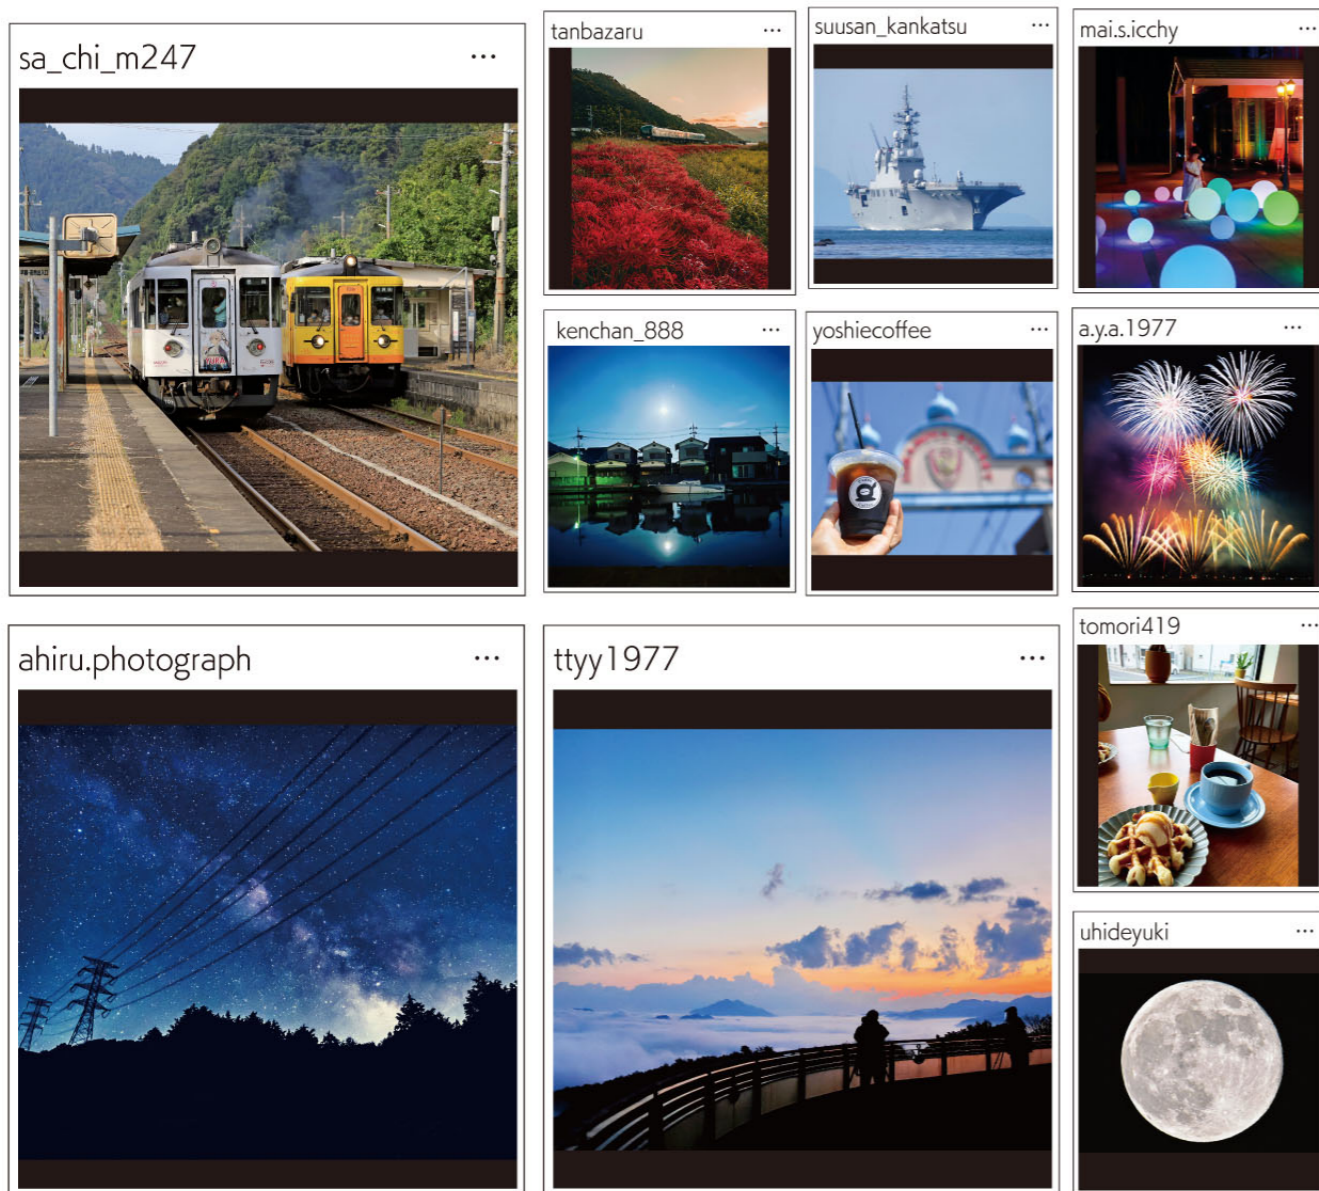 sa_chi_m247
tanbazaru
suusan_kankatsu
mai.s.icchy
kenchan_888
yoshiecoffee
a.y.a.1977
ahiru.photograph
ttyy1977
tomori419
uhideyuki